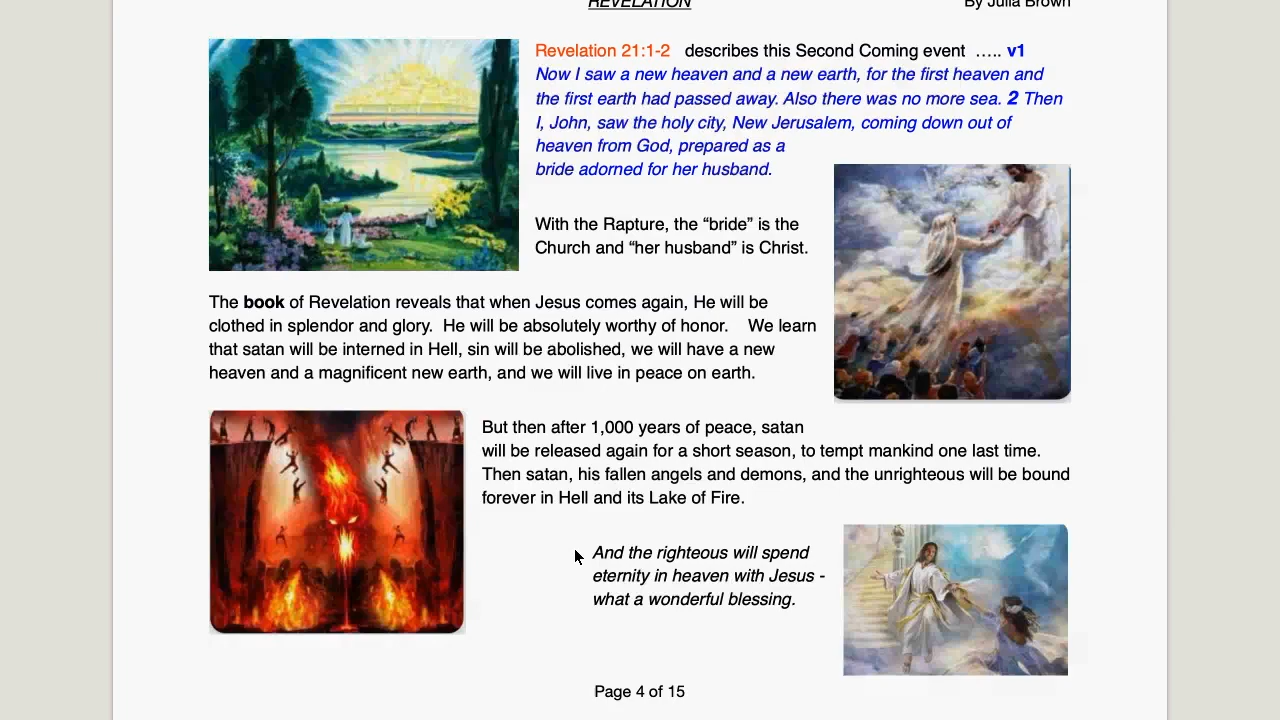 REVELATION By Julia Brown
Revelation 21:1-2 describes this Second Coming event ..... v1
Now I saw a new heaven and a new earth, for the first heaven and
the first earth had passed away. Also there was no more sea. 2 Then
I, John, saw the holy city, New Jerusalem, coming down out of
heaven from God, prepared as a
bride adorned for her husband.
With the Rapture, the “bride” is the
Church and “her husband” is Christ.
The book of Revelation reveals that when Jesus comes again, He will be
clothed in splendor and glory. He will be absolutely worthy of honor. We learn
that satan will be interned in Hell, sin will be abolished, we will have a new
heaven and a magnificent new earth, and we will live in peace on earth.
But then after 1,000 years of peace, satan
will be released again for a short season, to tempt mankind one last time.
Then satan, his fallen angels and demons, and the unrighteous will be bound
forever in Hell and its Lake of Fire.
And the righteous will spend
eternity in heaven with Jesus -
what a wonderful blessing.
Page 4 of 15